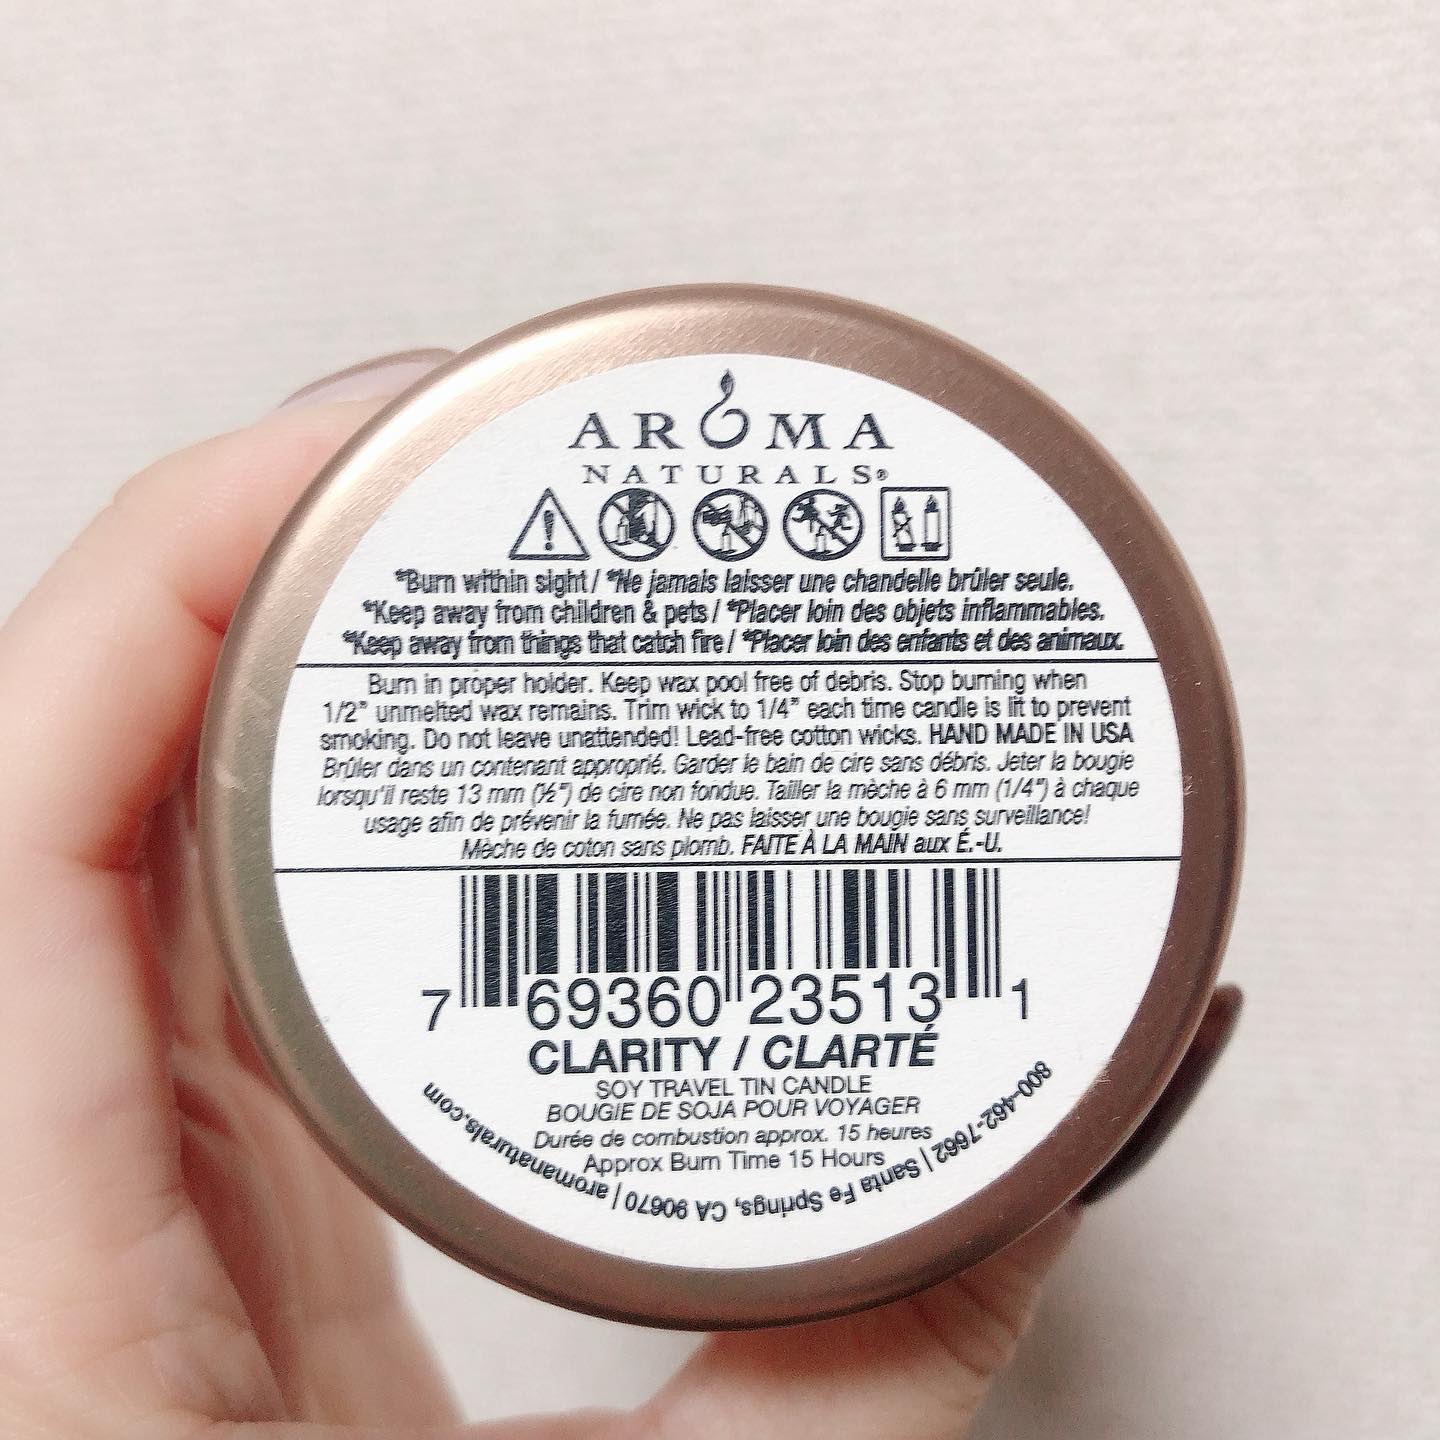 AROMA
NATURALS®
*Burn within sight / *Ne jamais laisser une chandelle brûler seule.
*Keep away from children & pets / *Placer loin des objets inflammables.
*Keep away from things that catch fire / *Placer loin des enfants et des animaux.
Burn in proper holder. Keep wax pool free of debris. Stop burning when
1/2" unmelted wax remains. Trim wick to 1/4" each time candle is lit to prevent
smoking. Do not leave unattended! Lead-free cotton wicks. HAND MADE IN USA
Brûler dans un contenant approprié. Garder le bain de cire sans débris. Jeter la bougie
lorsqu'il reste 13 mm (½") de cire non fondue. Tailler la mèche à 6 mm (1/4") à chaque
usage afin de prévenir la fumée. Ne pas laisser une bougie sans surveillance!
Mèche de coton sans plomb. FAITE À LA MAIN aux É.-U.
7 69360 23513 1
CLARITY / CLARTÉ
SOY TRAVEL TIN CANDLE
BOUGIE DE SOJA POUR VOYAGER
Durée de combustion approx. 15 heures
Approx Burn Time 15 Hours
800-462-7662 | Santa Fe Springs, CA 90670 | aromanaturals.com